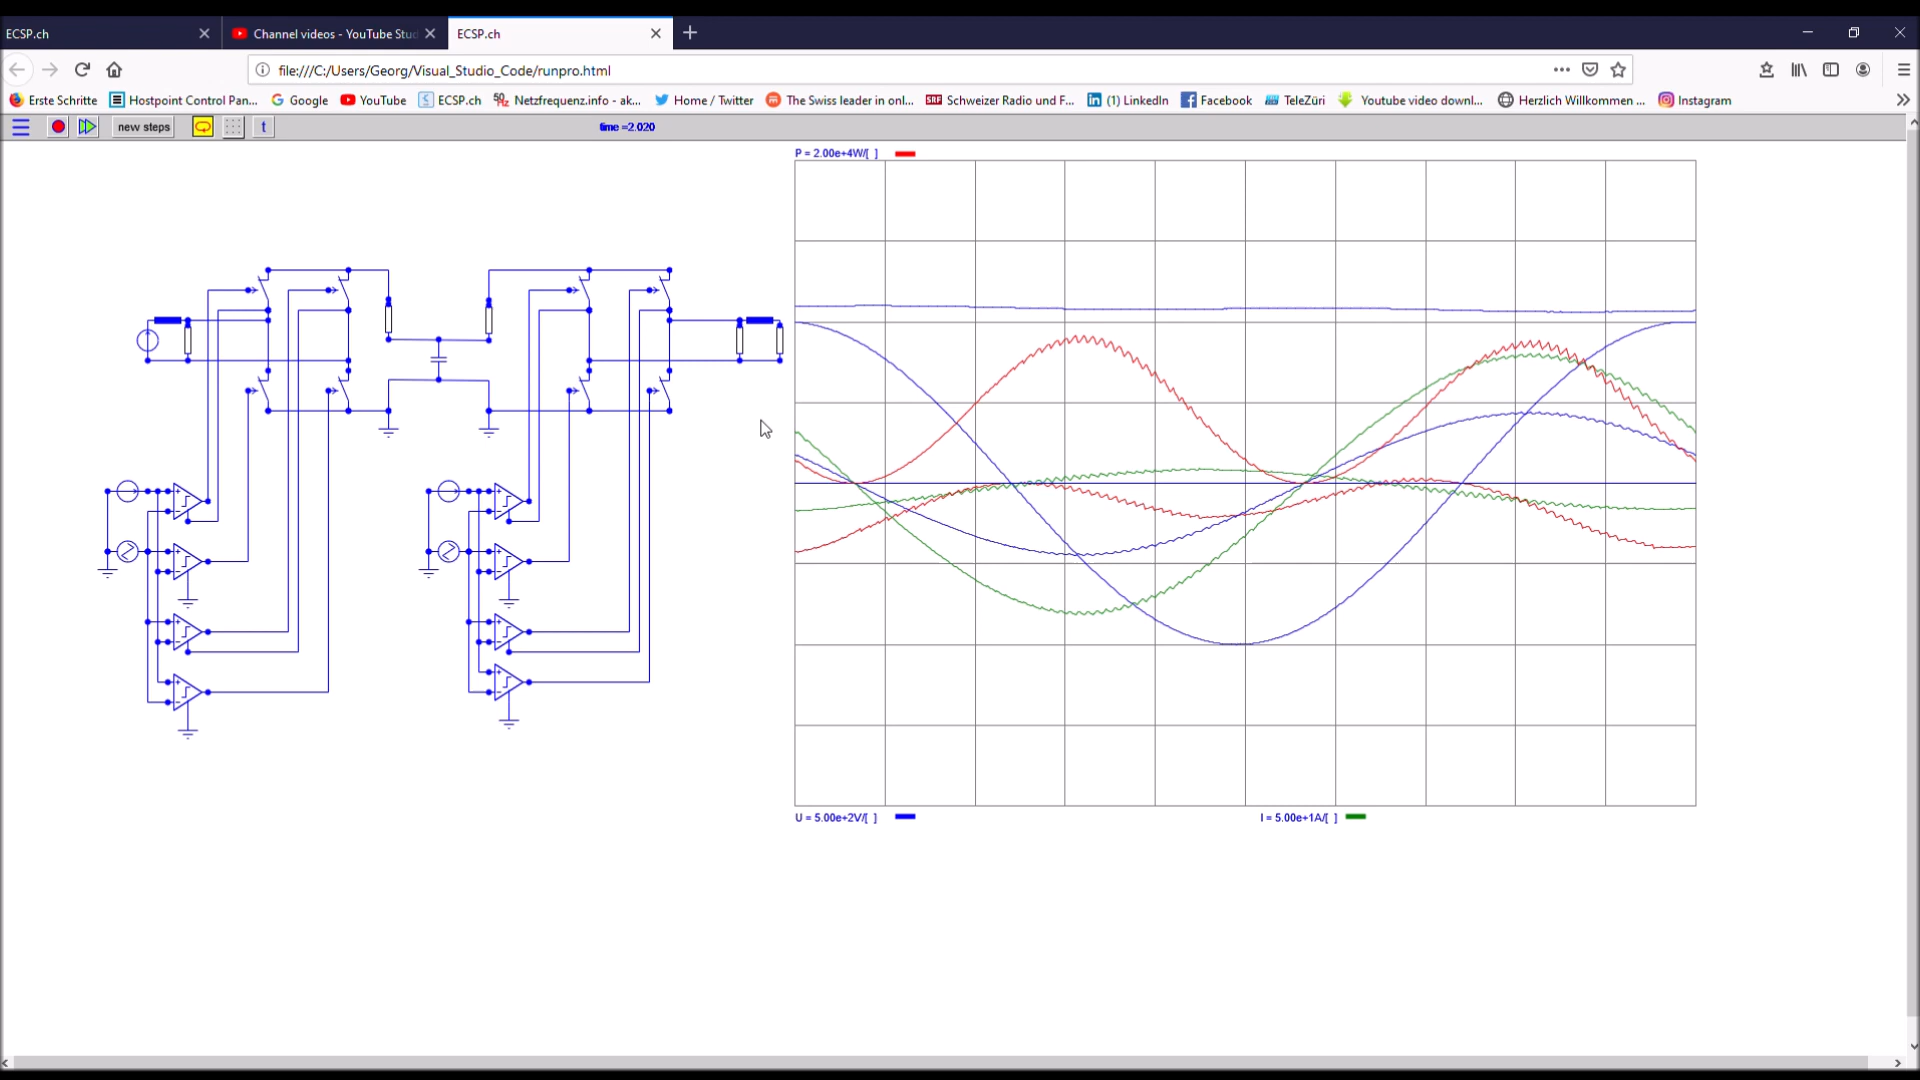 ECSP.ch
Channel videos - YouTube Stud
ECSP.ch
file:///C:/Users/Georg/Visual_Studio_Code/runpro.html
Erste Schritte
Hostpoint Control Pan...
Google
YouTube
ECSP.ch
Netzfrequenz.info - ak...
Home / Twitter
The Swiss leader in onl...
SRF Schweizer Radio und F...
(1) LinkedIn
Facebook
TeleZüri
Youtube video downl...
Herzlich Willkommen ...
Instagram
new steps
t
time =2.020
P = 2.00e+4W/[ ]
U = 5.00e+2V/[ ]
I = 5.00e+1A/[ ]